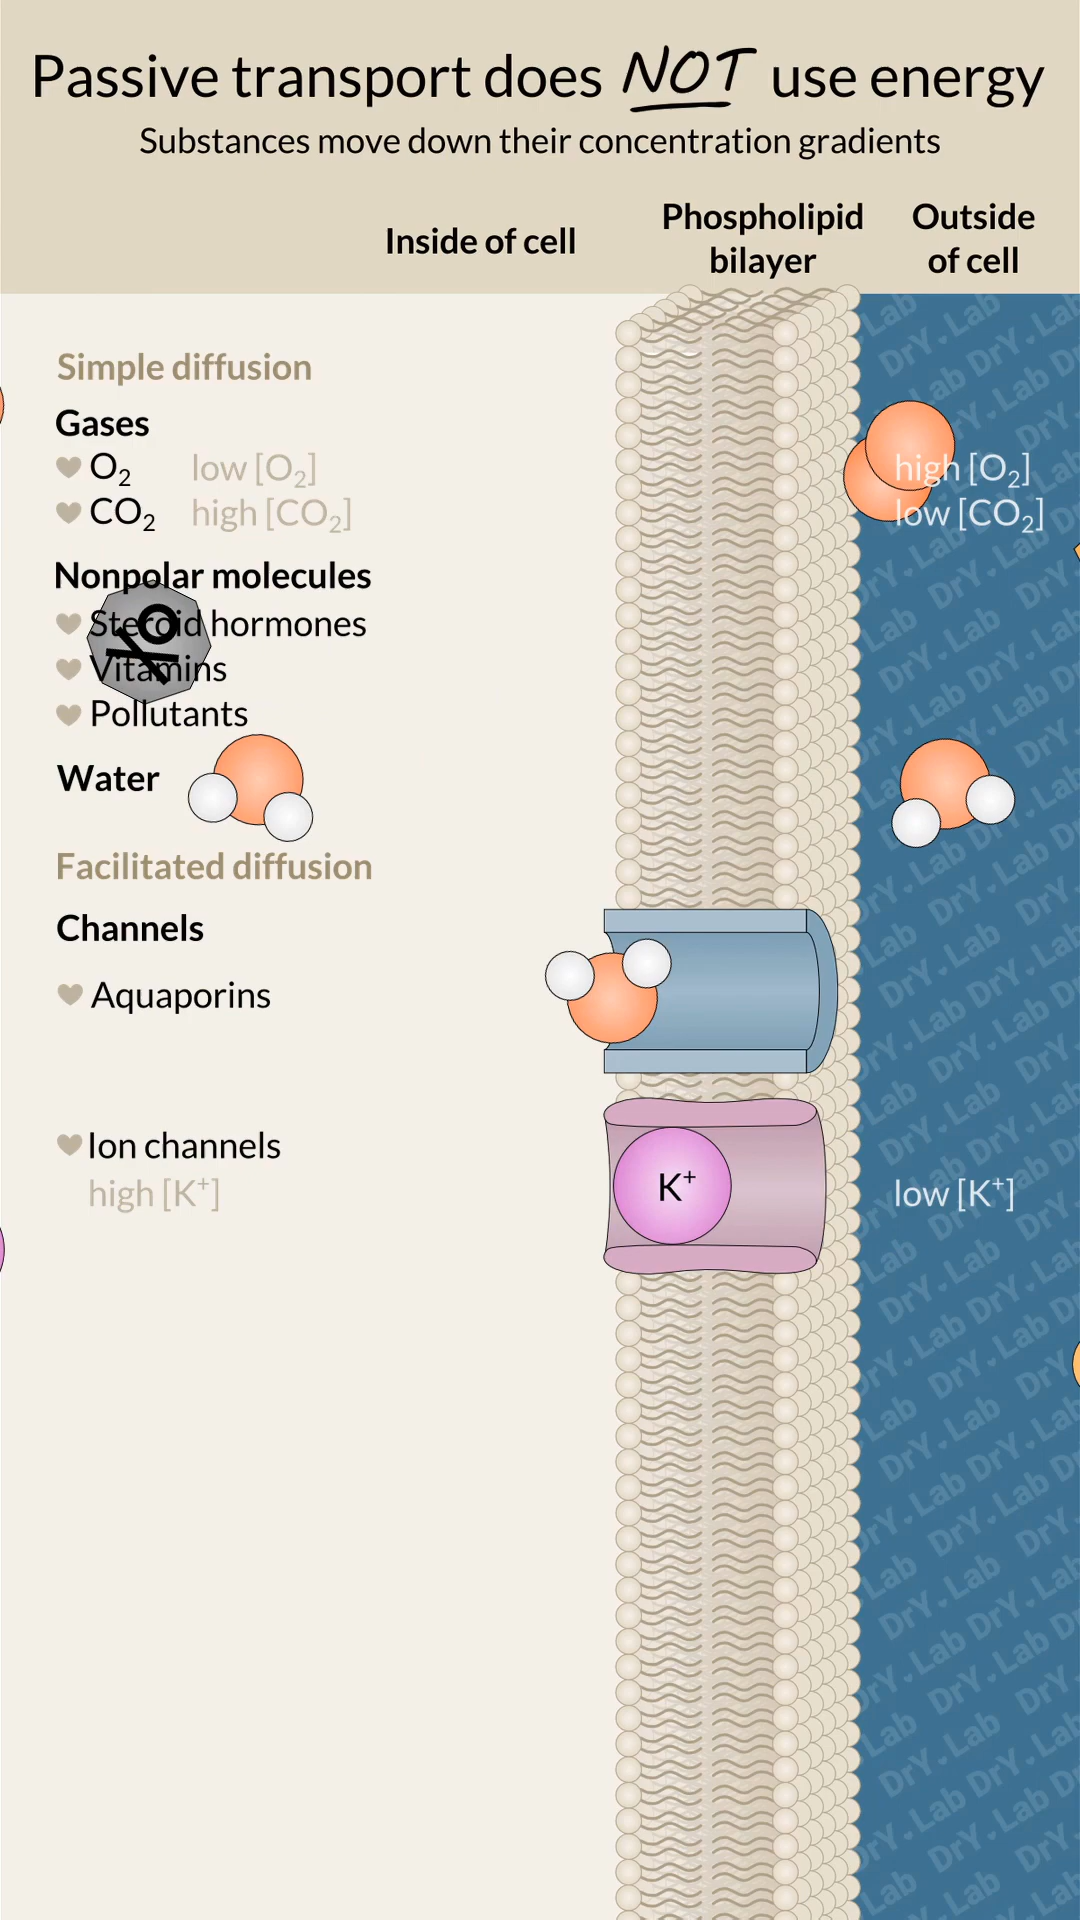 Passive transport does NOT use energy
Substances move down their concentration gradients
Inside of cell
Phospholipid bilayer
Outside of cell
Simple diffusion
Gases
O₂ low [O₂] high [O₂]
CO₂ high [CO₂] low [CO₂]
Nonpolar molecules
Steroid hormones
Vitamins
Pollutants
Water
Facilitated diffusion
Channels
Aquaporins
Ion channels
K⁺
high [K⁺] low [K⁺]
DrY Lab